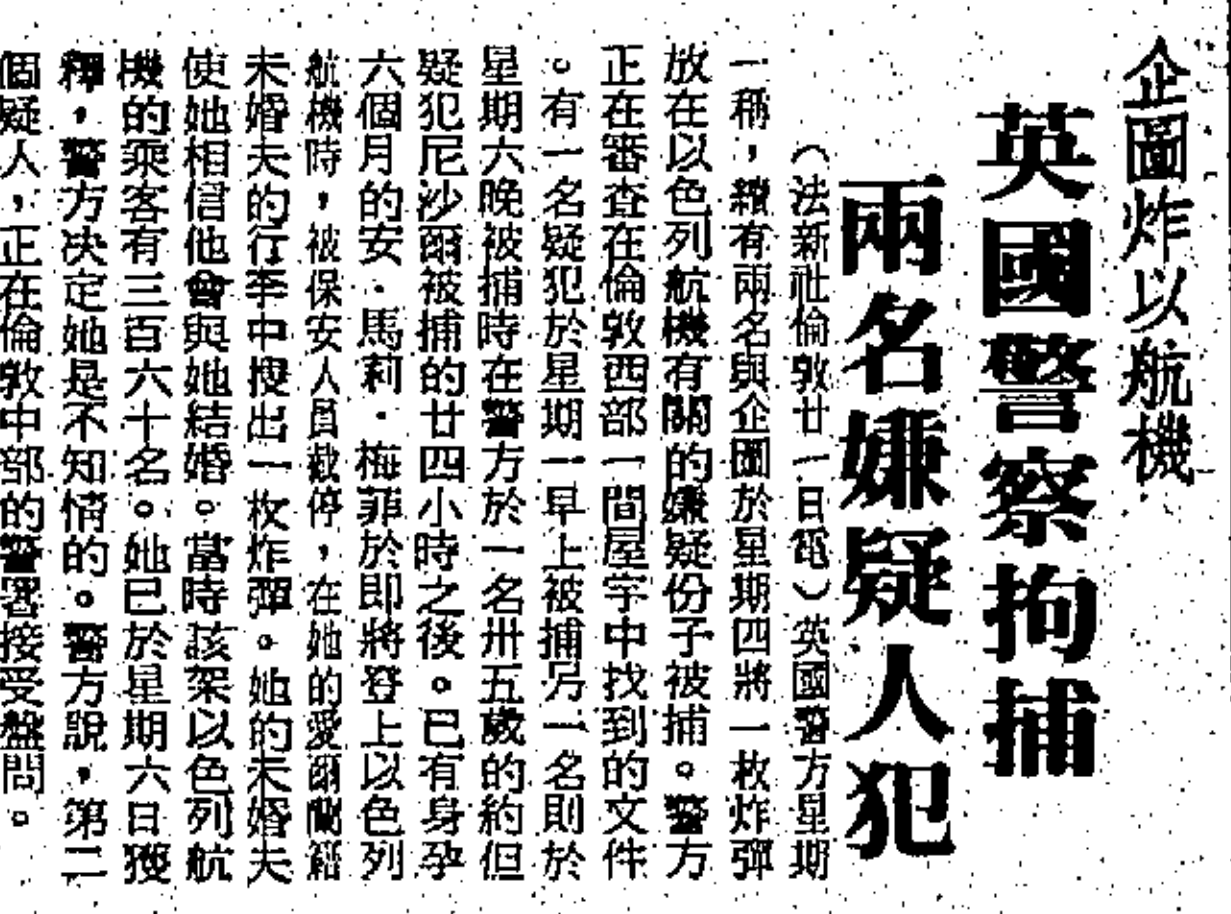 企圖炸以航機
英國警察拘捕
兩名嫌疑人犯
（法新社倫敦廿一日電）英國警方星期
一稱，續有兩名與企圖於星期四將一枚炸彈
放在以色列航機有關的嫌疑份子被捕。警方
正在審查在倫敦西部一間屋宇中找到的文件
。有一名疑犯於星期一早上被捕另一名則於
星期六晚被捕時在警方於一名卅五歲的約但
疑犯尼沙爾被捕的廿四小時之後。已有身孕
六個月的安·馬莉·梅菲於即將登上以色列
航機時，被保安人員截停，在她的愛爾蘭籍
未婚夫的行李中搜出一枚炸彈。她的未婚夫
使她相信他會與她結婚。當時該架以色列航
機的乘客有三百六十名。她已於星期六日獲
釋，警方決定她是不知情的。警方說，第二
個疑人，正在倫敦中部的警署接受盤問。